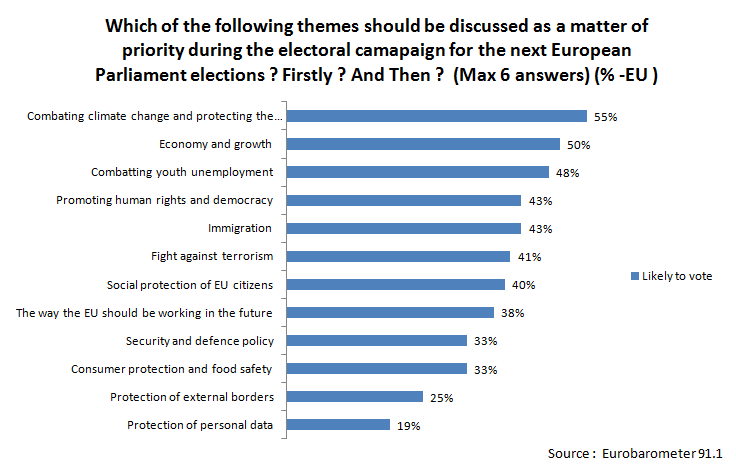 Which of the following themes should be discussed as a matter of
priority during the electoral camapaign for the next European
Parliament elections ? Firstly ? And Then ? (Max 6 answers) (% -EU )
Combating climate change and protecting the... 55%
Economy and growth 50%
Combatting youth unemployment 48%
Promoting human rights and democracy 43%
Immigration 43%
Fight against terrorism 41%
Social protection of EU citizens 40%
Likely to vote
The way the EU should be working in the future 38%
Security and defence policy 33%
Consumer protection and food safety 33%
Protection of external borders 25%
Protection of personal data 19%
Source : Eurobarometer 91.1